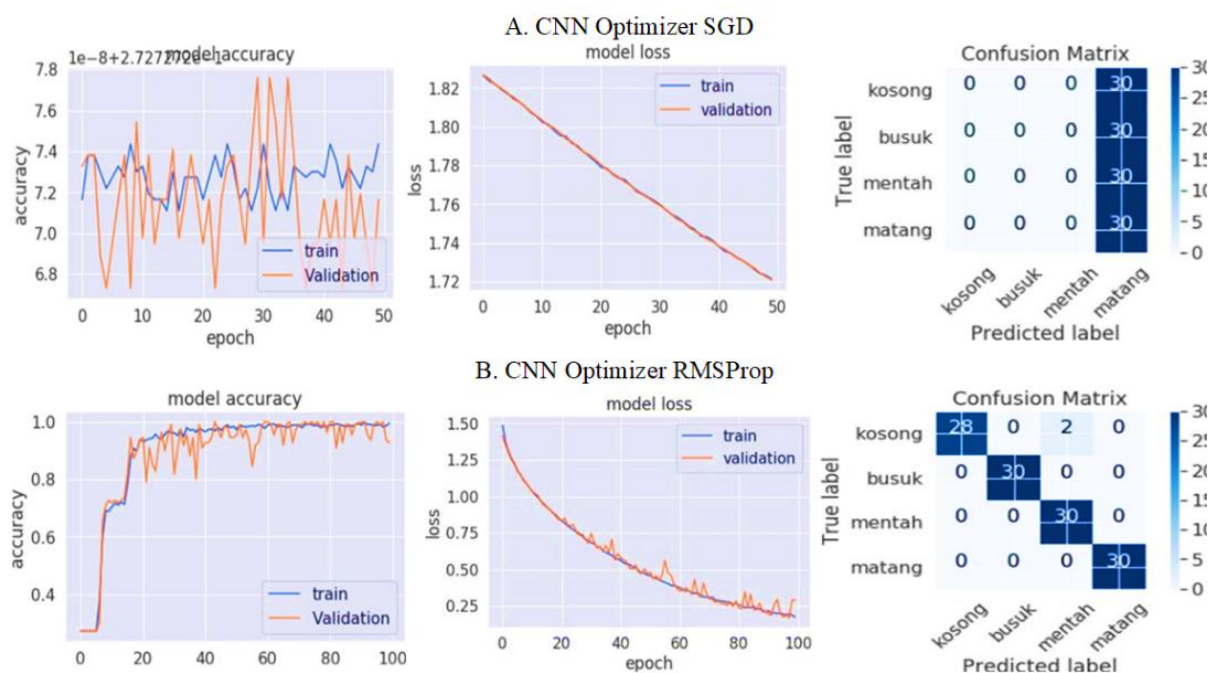 A. CNN Optimizer SGD
1e−8+2.727272e−1
model accuracy
7.8
7.6
7.4
7.2
7.0
6.8
accuracy
train
Validation
0 10 20 30 40 50
epoch
model loss
1.82
1.80
1.78
1.76
1.74
1.72
loss
train
validation
0 10 20 30 40 50
epoch
Confusion Matrix
True label
kosong 0 0 0 30
busuk 0 0 0 30
mentah 0 0 0 30
matang 0 0 0 30
kosong busuk mentah matang
Predicted label
30
25
20
15
10
5
0
B. CNN Optimizer RMSProp
model accuracy
1.0
0.8
0.6
0.4
accuracy
train
Validation
0 20 40 60 80 100
epoch
model loss
1.50
1.25
1.00
0.75
0.50
0.25
loss
train
validation
0 20 40 60 80 100
epoch
Confusion Matrix
True label
kosong 28 0 2 0
busuk 0 30 0 0
mentah 0 0 30 0
matang 0 0 0 30
kosong busuk mentah matang
Predicted label
30
25
20
15
10
5
0